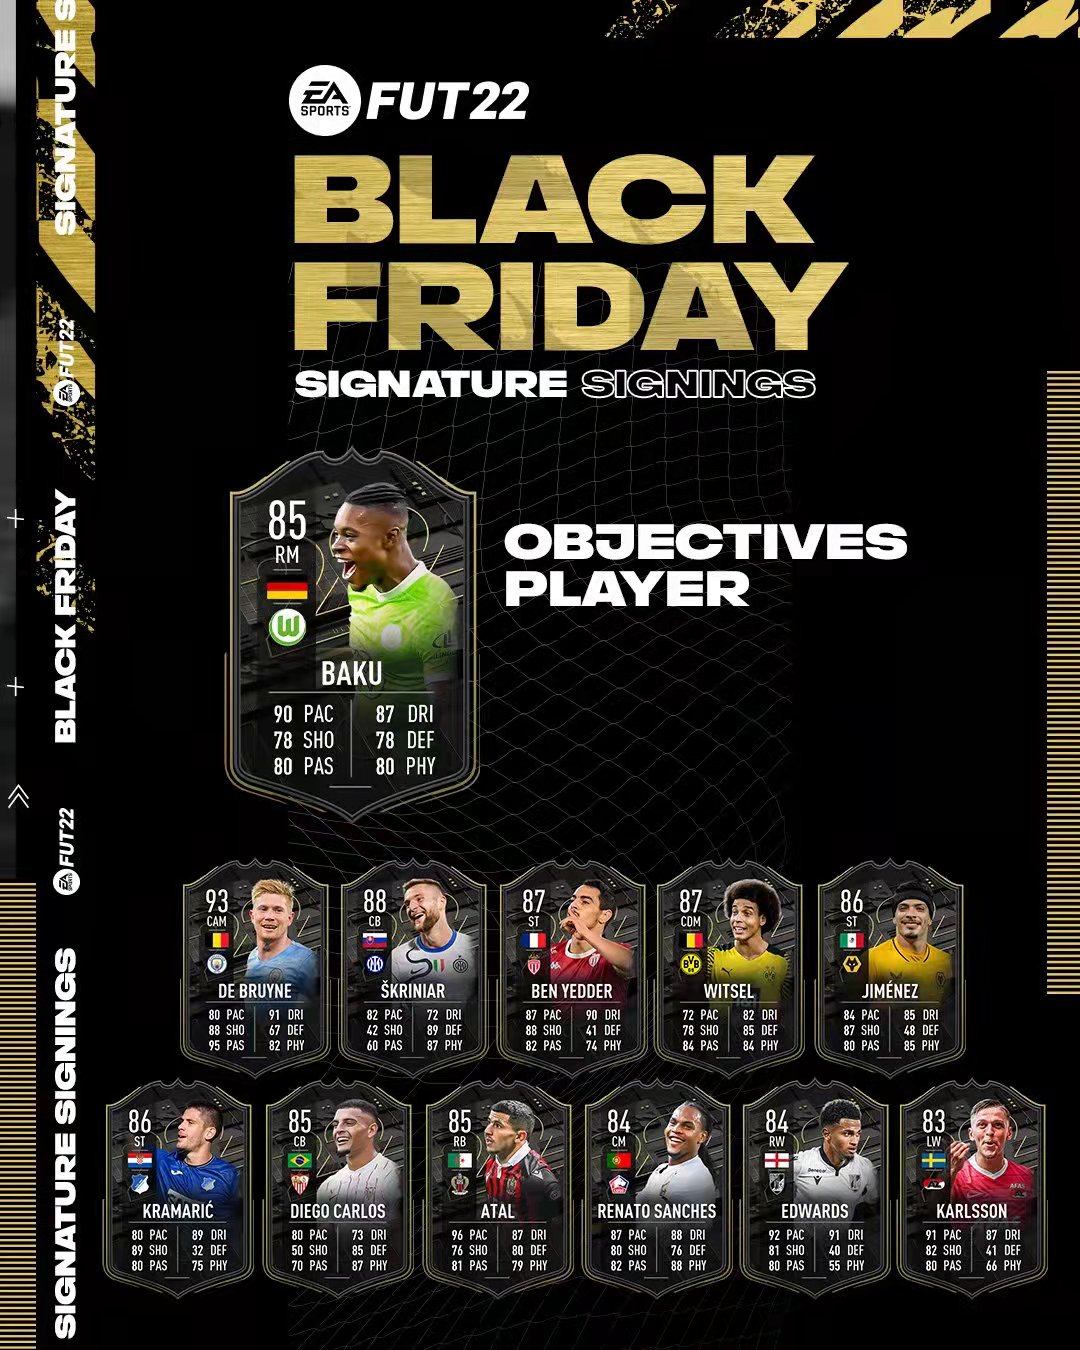 SIGNATURE S
EA SPORTS FUT22
BLACK FRIDAY
EA SPORTS FUT22
SIGNATURE SIGNINGS
EA SPORTS FUT22
BLACK
FRIDAY
SIGNATURE SIGNINGS
OBJECTIVES
PLAYER
85
RM
W
BAKU
90 PAC 87 DRI
78 SHO 78 DEF
80 PAS 80 PHY
93
CAM
DE BRUYNE
80 PAC 91 DRI
88 SHO 67 DEF
95 PAS 82 PHY
88
CB
ŠKRINIAR
82 PAC 72 DRI
42 SHO 89 DEF
60 PAS 87 PHY
87
ST
BEN YEDDER
87 PAC 90 DRI
88 SHO 41 DEF
82 PAS 74 PHY
87
CDM
BVB
09
WITSEL
72 PAC 82 DRI
78 SHO 85 DEF
84 PAS 84 PHY
86
ST
JIMÉNEZ
84 PAC 85 DRI
87 SHO 48 DEF
80 PAS 85 PHY
86
ST
KRAMARIĆ
80 PAC 89 DRI
89 SHO 32 DEF
80 PAS 75 PHY
85
CB
DIEGO CARLOS
80 PAC 73 DRI
50 SHO 85 DEF
70 PAS 87 PHY
85
RB
ATAL
96 PAC 87 DRI
76 SHO 80 DEF
81 PAS 79 PHY
84
CM
RENATO SANCHES
87 PAC 88 DRI
80 SHO 76 DEF
82 PAS 88 PHY
84
RW
EDWARDS
92 PAC 91 DRI
81 SHO 40 DEF
80 PAS 55 PHY
83
LW
AZ
AFAS
KARLSSON
91 PAC 87 DRI
82 SHO 41 DEF
80 PAS 66 PHY